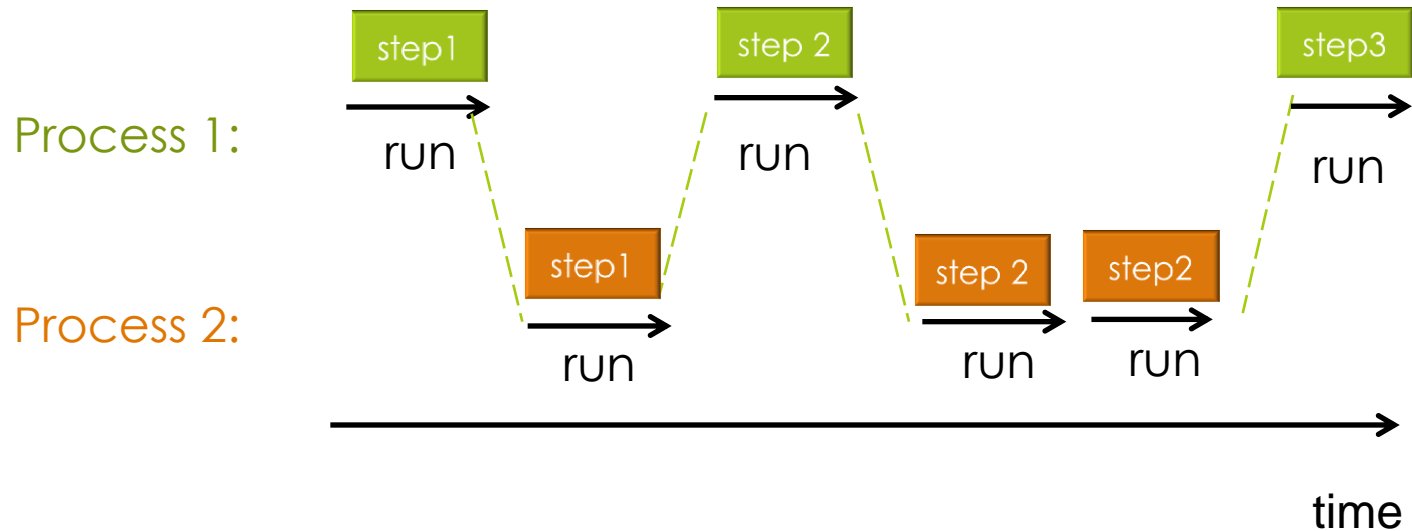 step1
step 2
step3
Process 1:
run
run
run
step1
step 2
step2
Process 2:
run
run
run
time